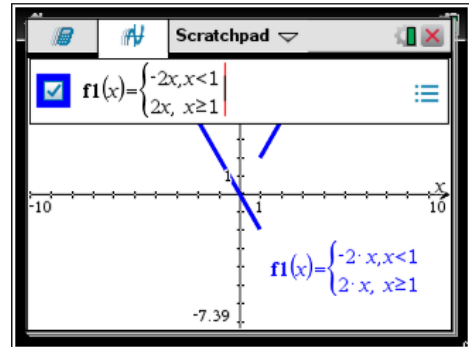 Scratchpad
f1(x)={-2x,x<1
2x, x≥1
1
x
-10
1
10
f1(x)={-2·x,x<1
2·x, x≥1
-7.39